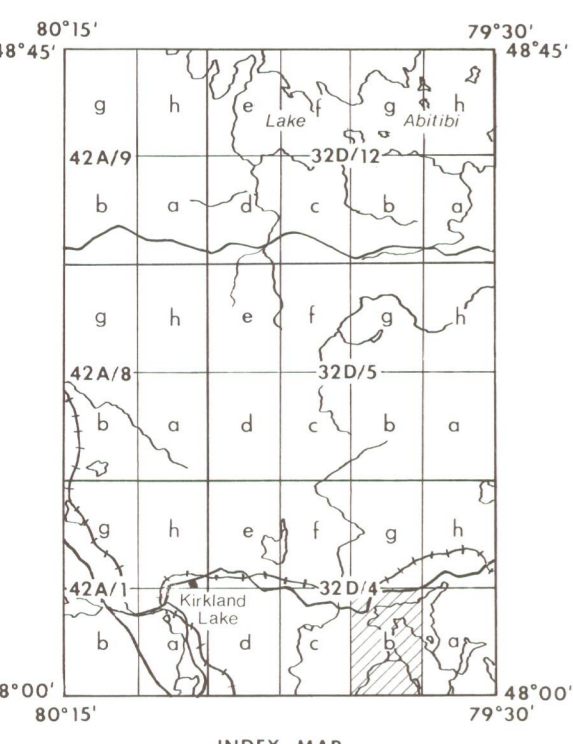 80°15' 79°30'
48°45' 48°45'
g h e f g h
Lake Abitibi
42A/9 32D/12
b a d c b a
g h e f g h
42A/8 32D/5
b a d c b a
g h e f g h
42A/1 32D/4
Kirkland
Lake
b a d c b a
8°00' 48°00'
80°15' 79°30'
INDEX MAP